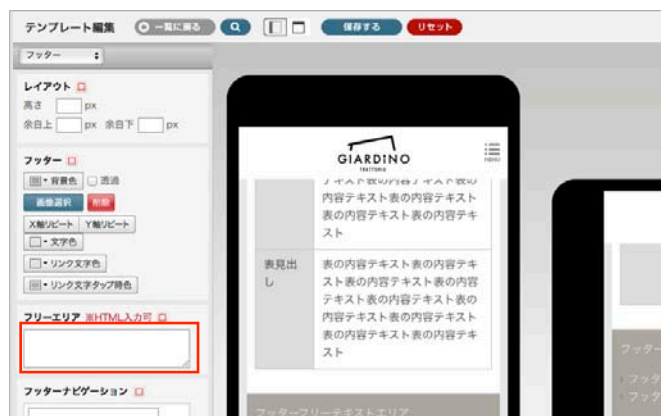 テンプレート編集 一覧に戻る 保存する リセット
フッター
レイアウト
高さ px
余白上 px 余白下 px
フッター
背景色 透過
画像選択 削除
X軸リピート Y軸リピート
文字色
リンク文字色
リンク文字タップ時色
フリーエリア ※HTML入力可
フッターナビゲーション
GIARDINO
TRATTORIA
MENU
テキスト表の内容テキスト表の
内容テキスト表の内容テキスト
表の内容テキスト表の内容テキ
スト
表見出
し
表の内容テキスト表の内容テキ
スト表の内容テキスト表の内容
テキスト表の内容テキスト表の
内容テキスト表の内容テキスト
表の内容テキスト表の内容テキ
スト
フッターフリーテキストエリア
フッター
フッタ
フッタ